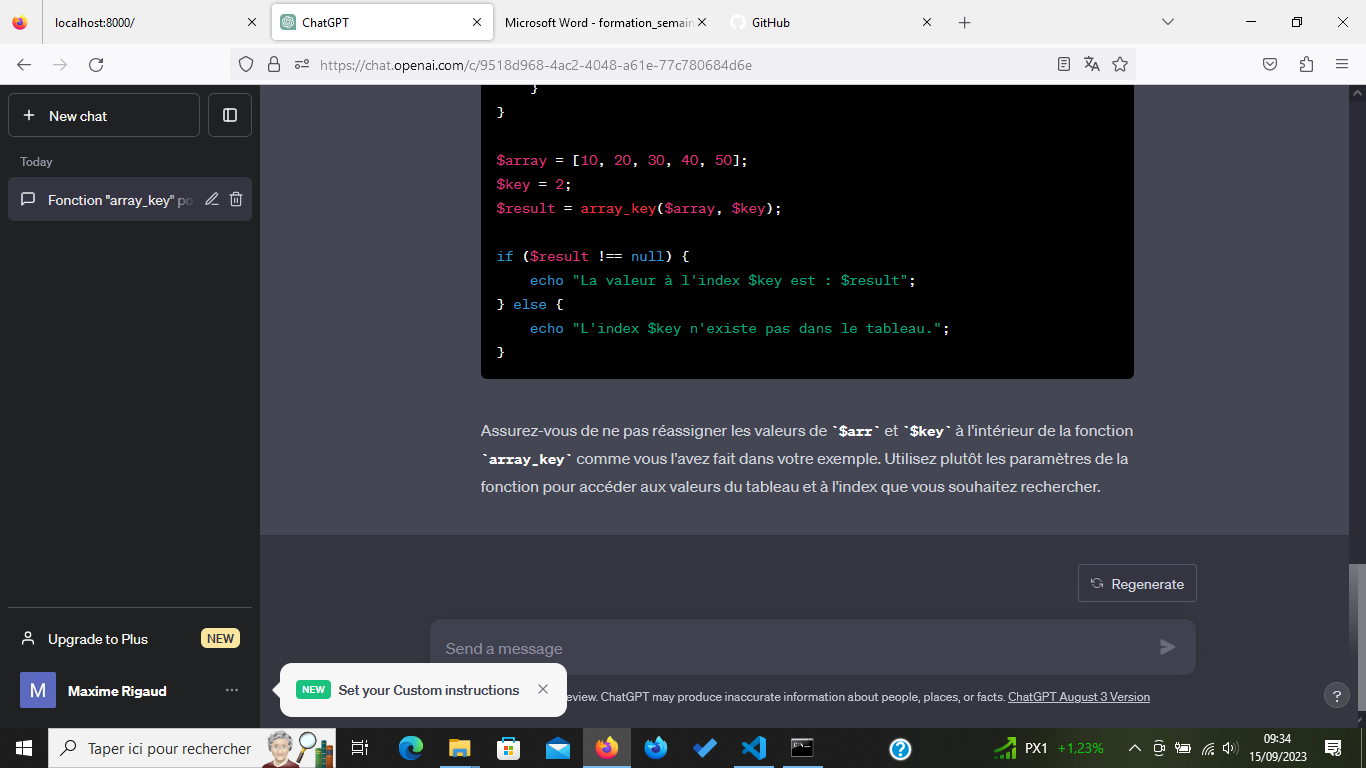 localhost:8000/
ChatGPT
Microsoft Word - formation_semain
GitHub
https://chat.openai.com/c/9518d968-4ac2-4048-a61e-77c780684d6e
New chat
Today
Fonction "array_key" po
}
}
$array = [10, 20, 30, 40, 50];
$key = 2;
$result = array_key($array, $key);
if ($result !== null) {
echo "La valeur à l'index $key est : $result";
} else {
echo "L'index $key n'existe pas dans le tableau.";
}
Assurez-vous de ne pas réassigner les valeurs de `$arr` et `$key` à l'intérieur de la fonction
`array_key` comme vous l'avez fait dans votre exemple. Utilisez plutôt les paramètres de la
fonction pour accéder aux valeurs du tableau et à l'index que vous souhaitez rechercher.
Regenerate
Send a message
Upgrade to Plus
NEW
M
Maxime Rigaud
NEW
Set your Custom instructions
eview. ChatGPT may produce inaccurate information about people, places, or facts. ChatGPT August 3 Version
?
Taper ici pour rechercher
PX1 +1,23%
09:34
15/09/2023